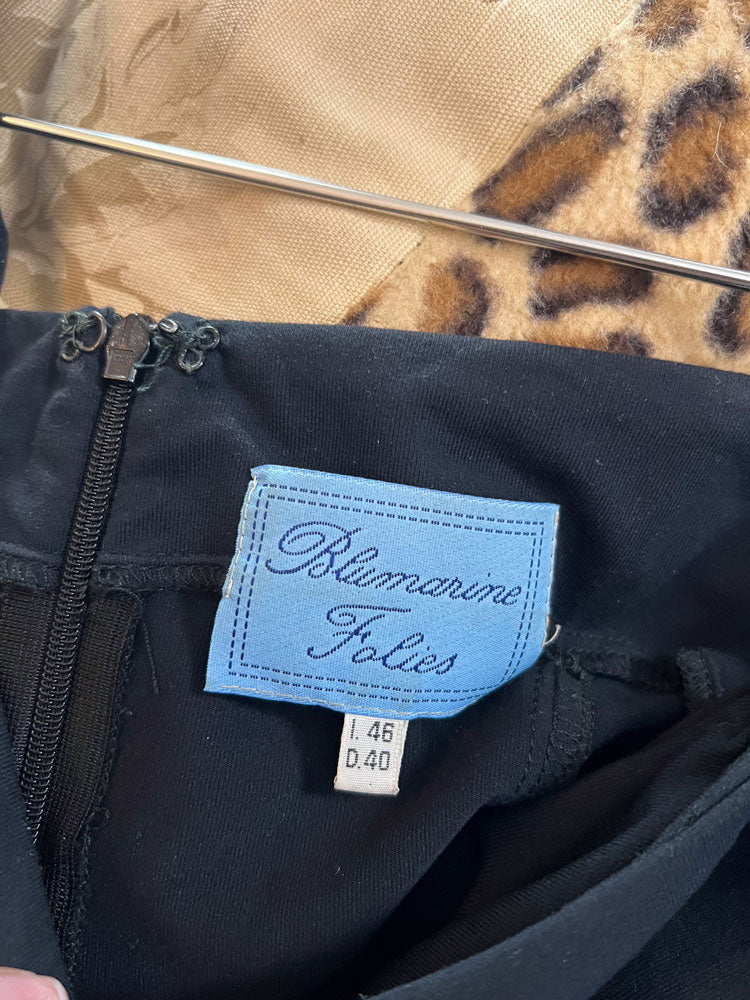 Blumarine
Folies
I. 46
D.40